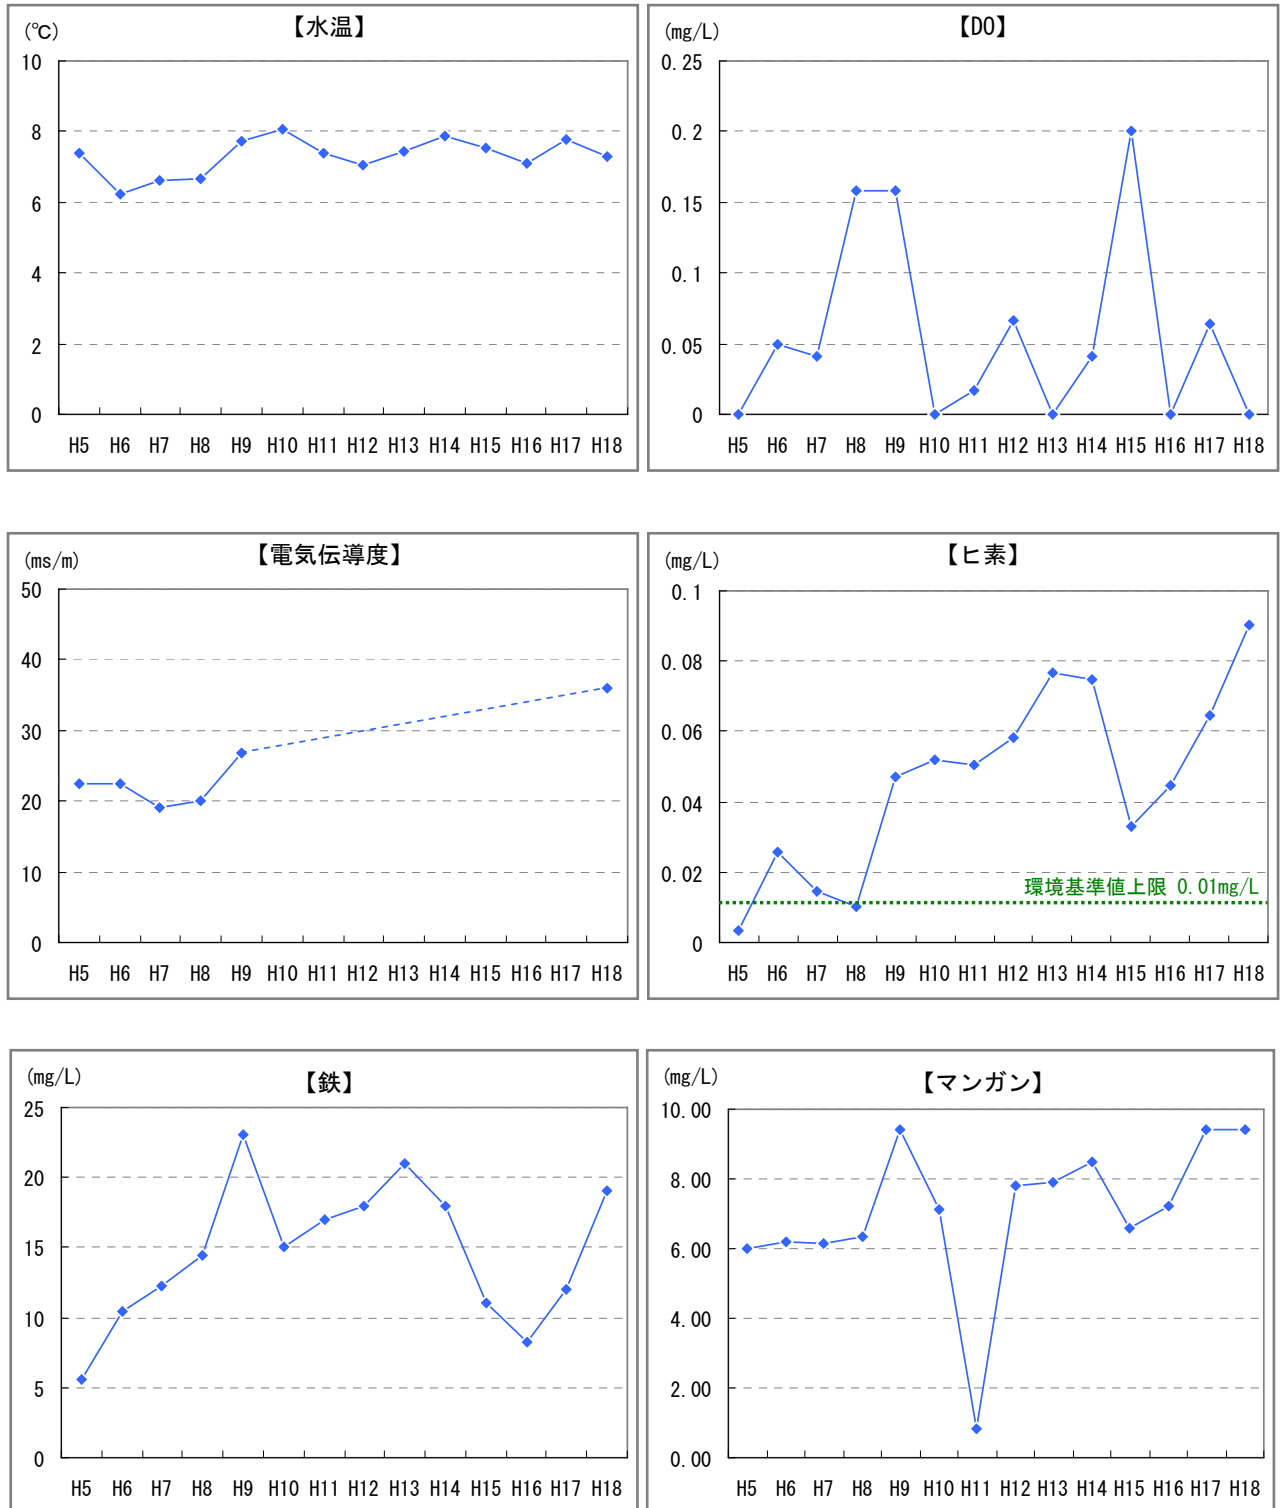 (℃)
【水温】
10
8
6
4
2
0
H5 H6 H7 H8 H9 H10 H11 H12 H13 H14 H15 H16 H17 H18
(mg/L)
【DO】
0.25
0.2
0.15
0.1
0.05
0
H5 H6 H7 H8 H9 H10 H11 H12 H13 H14 H15 H16 H17 H18
(ms/m)
【電気伝導度】
50
40
30
20
10
0
H5 H6 H7 H8 H9 H10 H11 H12 H13 H14 H15 H16 H17 H18
(mg/L)
【ヒ素】
0.1
0.08
0.06
0.04
0.02
環境基準値上限 0.01mg/L
0
H5 H6 H7 H8 H9 H10 H11 H12 H13 H14 H15 H16 H17 H18
(mg/L)
【鉄】
25
20
15
10
5
0
H5 H6 H7 H8 H9 H10 H11 H12 H13 H14 H15 H16 H17 H18
(mg/L)
【マンガン】
10.00
8.00
6.00
4.00
2.00
0.00
H5 H6 H7 H8 H9 H10 H11 H12 H13 H14 H15 H16 H17 H18